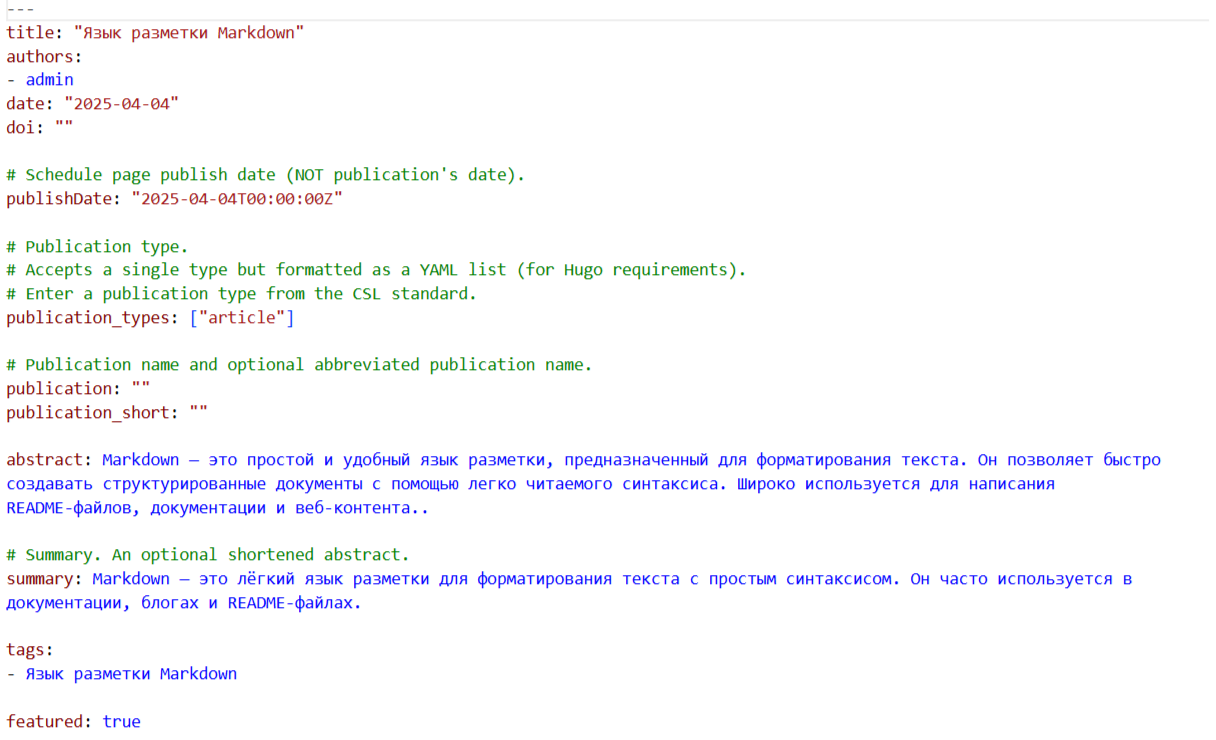 ---
title: "Язык разметки Markdown"
authors:
- admin
date: "2025-04-04"
doi: ""

# Schedule page publish date (NOT publication's date).
publishDate: "2025-04-04T00:00:00Z"

# Publication type.
# Accepts a single type but formatted as a YAML list (for Hugo requirements).
# Enter a publication type from the CSL standard.
publication_types: ["article"]

# Publication name and optional abbreviated publication name.
publication: ""
publication_short: ""

abstract: Markdown — это простой и удобный язык разметки, предназначенный для форматирования текста. Он позволяет быстро
создавать структурированные документы с помощью легко читаемого синтаксиса. Широко используется для написания
README-файлов, документации и веб-контента..

# Summary. An optional shortened abstract.
summary: Markdown — это лёгкий язык разметки для форматирования текста с простым синтаксисом. Он часто используется в
документации, блогах и README-файлах.

tags:
- Язык разметки Markdown

featured: true